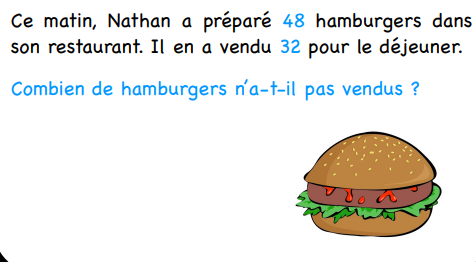 Ce matin, Nathan a préparé 48 hamburgers dans
son restaurant. Il en a vendu 32 pour le déjeuner.
Combien de hamburgers n'a-t-il pas vendus ?